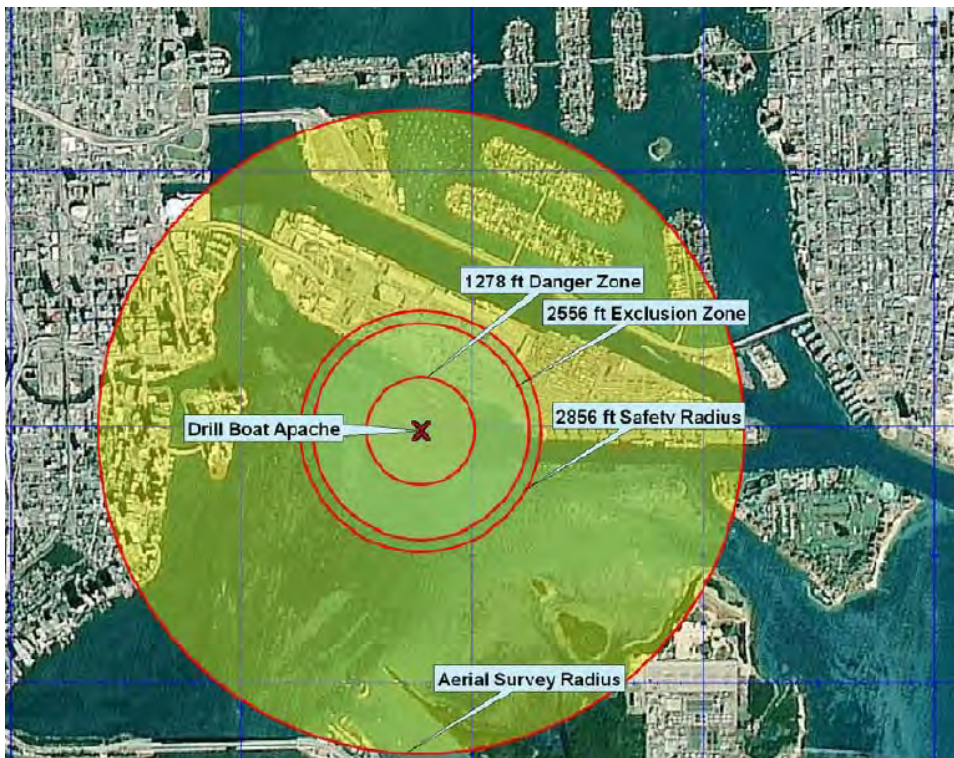 1278 ft Danger Zone
2556 ft Exclusion Zone
2856 ft Safety Radius
Drill Boat Apache
Aerial Survey Radius